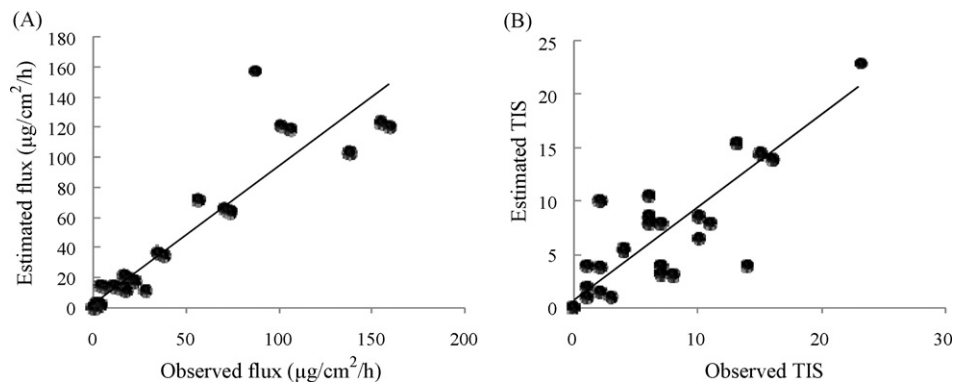 (A)
Estimated flux (µg/cm²/h)
180
160
140
120
100
80
60
40
20
0
0 50 100 150 200
Observed flux (µg/cm²/h)
(B)
Estimated TIS
25
20
15
10
5
0
0 10 20 30
Observed TIS